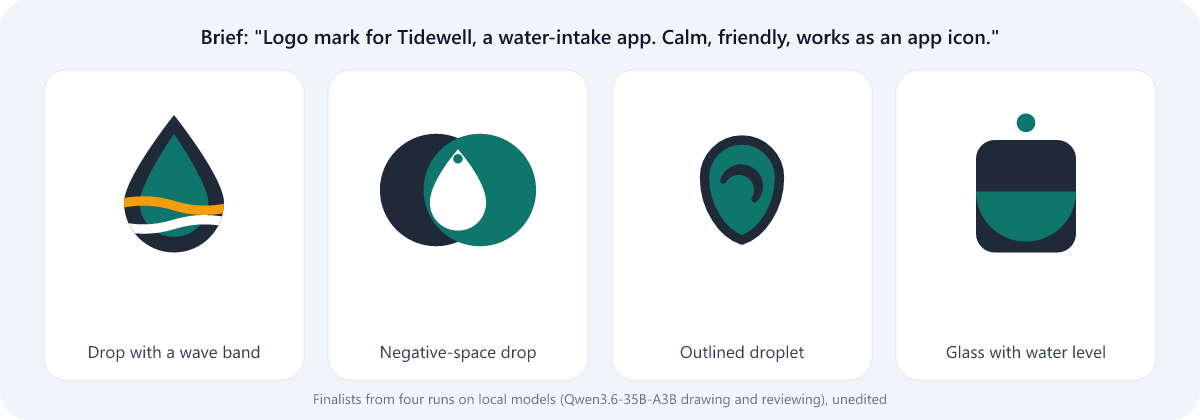 Brief: "Logo mark for Tidewell, a water-intake app. Calm, friendly, works as an app icon."
Drop with a wave band
Negative-space drop
Outlined droplet
Glass with water level
Finalists from four runs on local models (Qwen3.6-35B-A3B drawing and reviewing), unedited